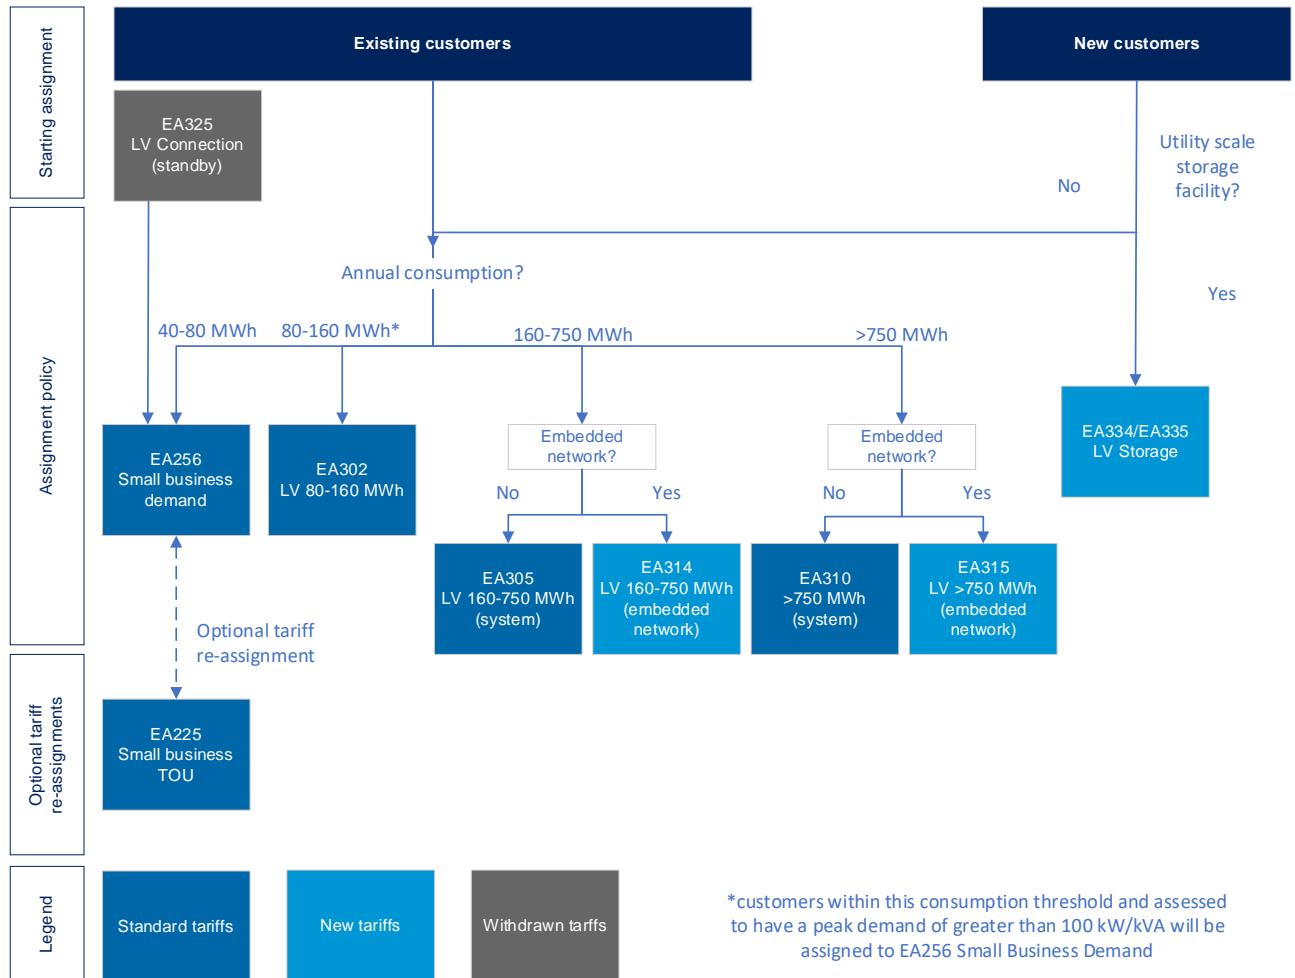 Starting assignment
Existing customers
New customers
EA325
LV Connection
(standby)
Utility scale
storage
facility?
No
Yes
Assignment policy
Annual consumption?
40-80 MWh
80-160 MWh*
160-750 MWh
>750 MWh
EA256
Small business
demand
EA302
LV 80-160 MWh
Embedded
network?
Embedded
network?
EA334/EA335
LV Storage
No
Yes
No
Yes
EA305
LV 160-750 MWh
(system)
EA314
LV 160-750 MWh
(embedded
network)
EA310
>750 MWh
(system)
EA315
LV >750 MWh
(embedded
network)
Optional tariff
re-assignment
Optional tariff
re-assignments
EA225
Small business
TOU
Legend
Standard tariffs
New tariffs
Withdrawn tarffs
*customers within this consumption threshold and assessed
to have a peak demand of greater than 100 kW/kVA will be
assigned to EA256 Small Business Demand